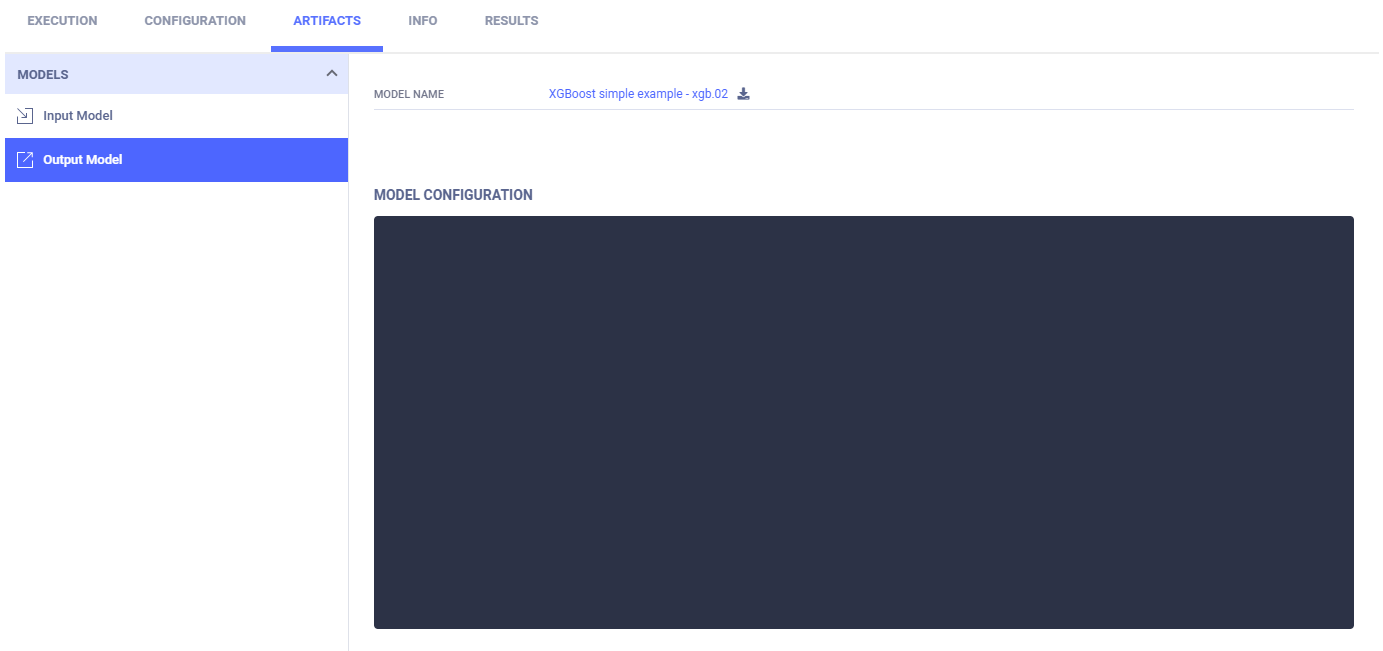 EXECUTION CONFIGURATION ARTIFACTS INFO RESULTS
MODELS
Input Model
Output Model
MODEL NAME XGBoost simple example - xgb.02
MODEL CONFIGURATION